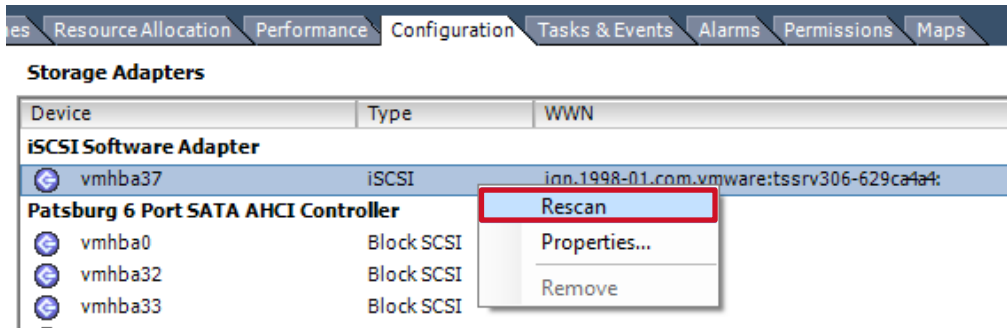 es Resource Allocation Performance Configuration Tasks & Events Alarms Permissions Maps
Storage Adapters
Device Type WWN
iSCSI Software Adapter
vmhba37 iSCSI iqn.1998-01.com.vmware:tssrv306-629ca4a4:
Patsburg 6 Port SATA AHCI Controller
Rescan
vmhba0 Block SCSI
Properties...
vmhba32 Block SCSI
Remove
vmhba33 Block SCSI